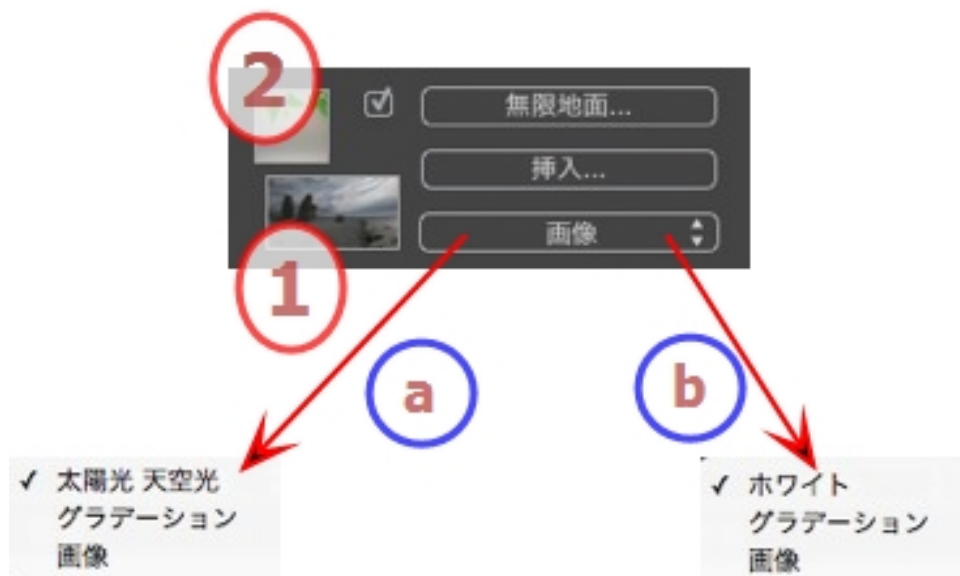 2
無限地面...
挿入...
画像
1
a
b
✓ 太陽光 天空光
グラデーション
画像
✓ ホワイト
グラデーション
画像